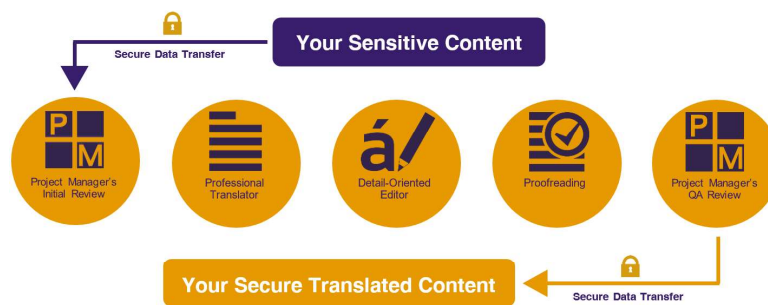 Your Sensitive Content
Secure Data Transfer
P
M
Project Manager's
Initial Review
Professional
Translator
á
Detail-Oriented
Editor
Proofreading
P
M
Project Manager's
QA Review
Your Secure Translated Content
Secure Data Transfer